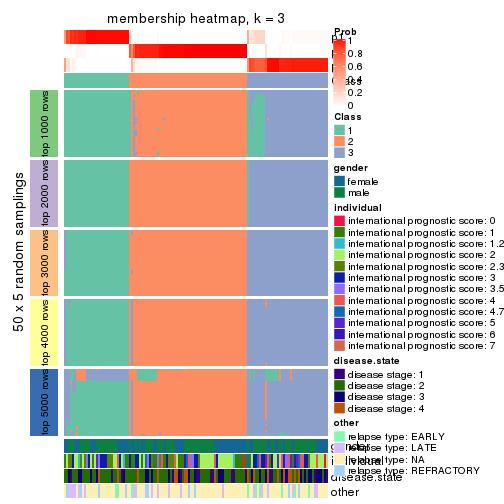 membership heatmap, k = 3
50 x 5 random samplings
top 1000 rows
top 2000 rows
top 3000 rows
top 4000 rows
top 5000 rows
p1
Class
individual
disease.state
other
Prob
1
0.8
0.6
0.4
0.2
0
Class
1
2
3
gender
female
male
individual
international prognostic score: 0
international prognostic score: 1
international prognostic score: 1.2
international prognostic score: 2
international prognostic score: 2.3
international prognostic score: 3
international prognostic score: 3.5
international prognostic score: 4
international prognostic score: 4.7
international prognostic score: 5
international prognostic score: 6
international prognostic score: 7
disease.state
disease stage: 1
disease stage: 2
disease stage: 3
disease stage: 4
other
relapse type: EARLY
relapse type: LATE
relapse type: NA
relapse type: REFRACTORY